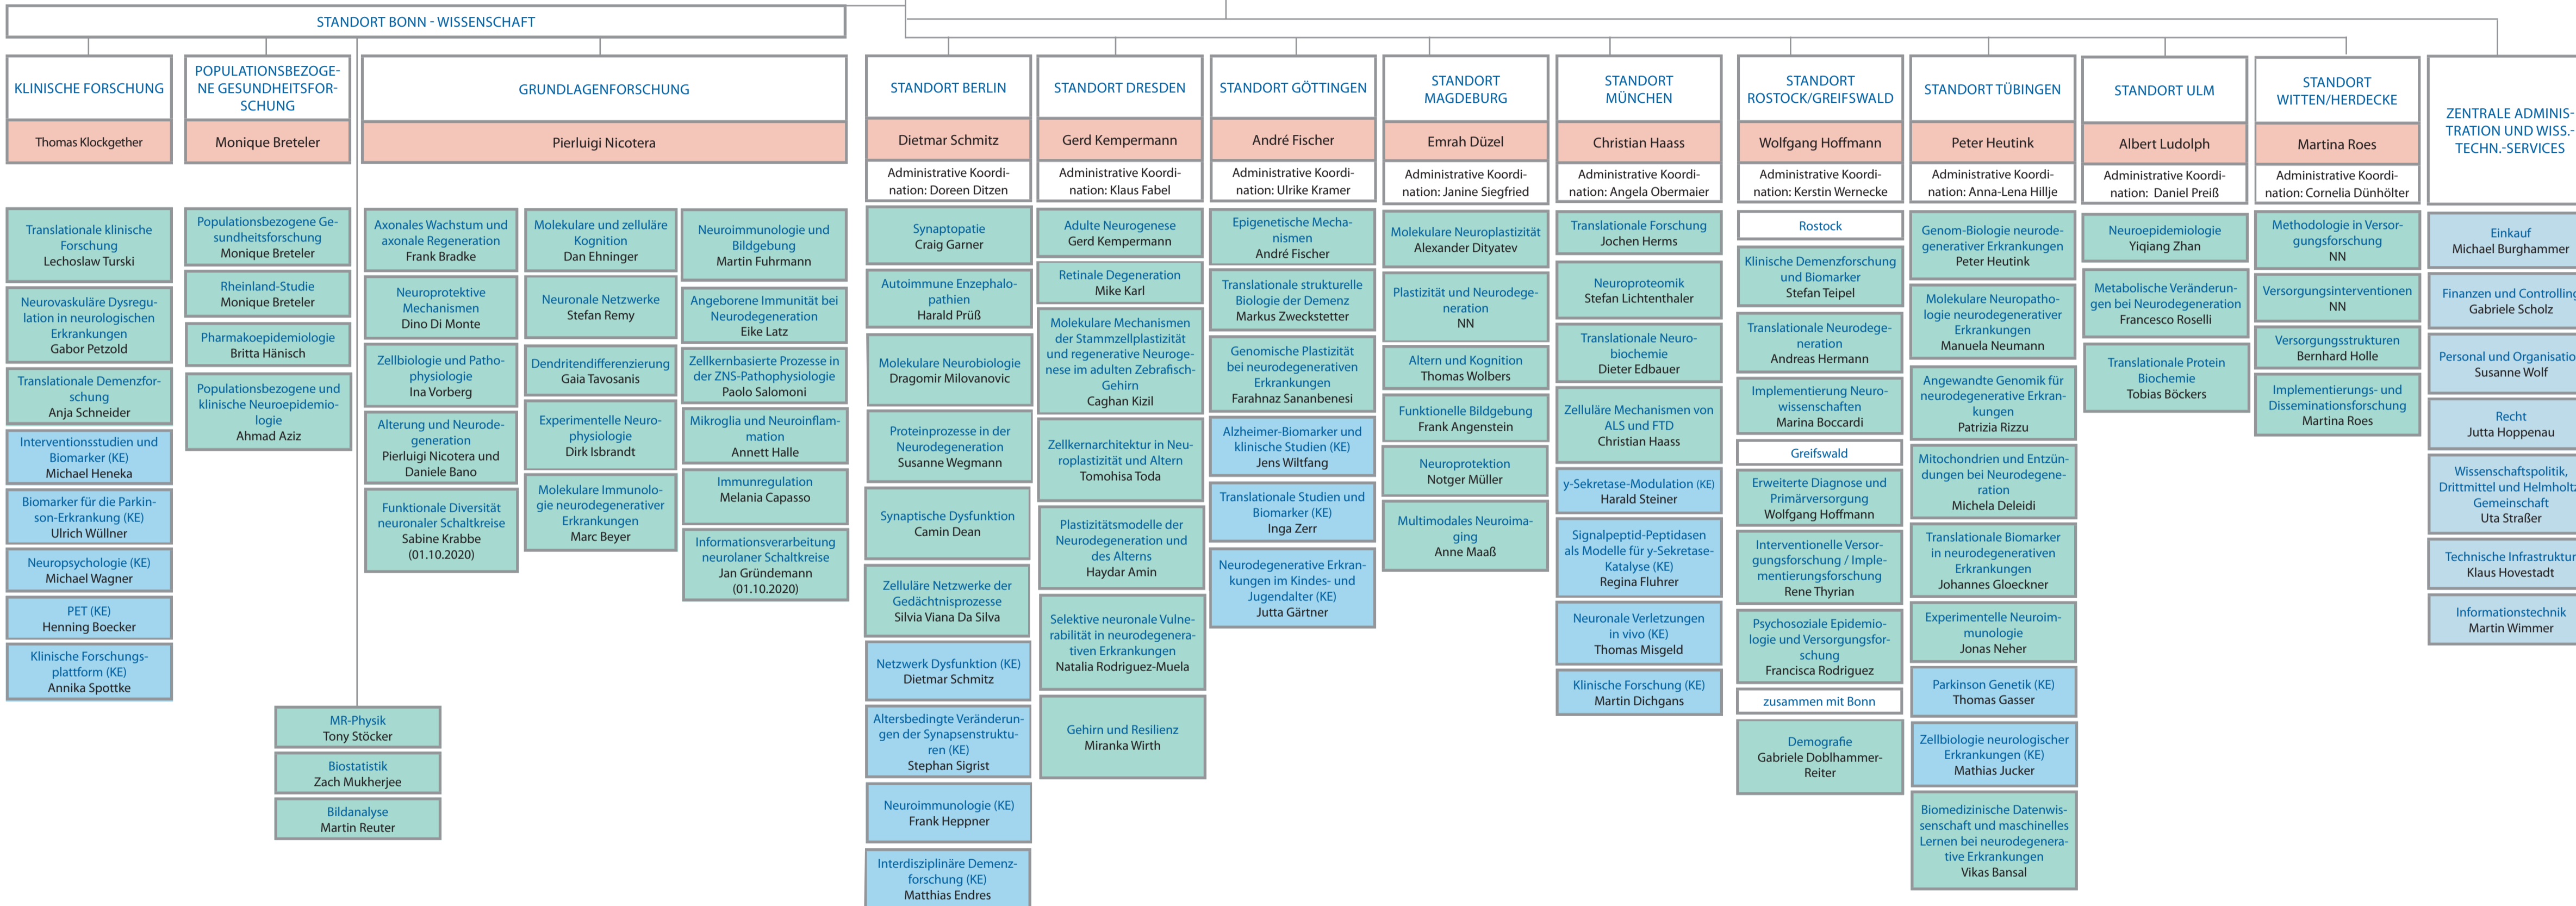 STANDORT BONN - WISSENSCHAFT
KLINISCHE FORSCHUNG
Thomas Klockgether
Translationale klinische
Forschung
Lechoslaw Turski
Neurovaskuläre Dysregu-
lation in neurologischen
Erkrankungen
Gabor Petzold
Translationale Demenzfor-
schung
Anja Schneider
Interventionsstudien und
Biomarker (KE)
Michael Heneka
Biomarker für die Parkin-
son-Erkrankung (KE)
Ulrich Wüllner
Neuropsychologie (KE)
Michael Wagner
PET (KE)
Henning Boecker
Klinische Forschungs-
plattform (KE)
Annika Spottke
POPULATIONSBEZOGE-
NE GESUNDHEITSFOR-
SCHUNG
Monique Breteler
Populationsbezogene Ge-
sundheitsforschung
Monique Breteler
Rheinland-Studie
Monique Breteler
Pharmakoepidemiologie
Britta Hänisch
Populationsbezogene und
klinische Neuroepidemio-
logie
Ahmad Aziz
MR-Physik
Tony Stöcker
Biostatistik
Zach Mukherjee
Bildanalyse
Martin Reuter
GRUNDLAGENFORSCHUNG
Pierluigi Nicotera
Axonales Wachstum und
axonale Regeneration
Frank Bradke
Neuroprotektive
Mechanismen
Dino Di Monte
Zellbiologie und Patho-
physiologie
Ina Vorberg
Alterung und Neurode-
generation
Pierluigi Nicotera und
Daniele Bano
Funktionale Diversität
neuronaler Schaltkreise
Sabine Krabbe
(01.10.2020)
Molekulare und zelluläre
Kognition
Dan Ehninger
Neuronale Netzwerke
Stefan Remy
Dendritendifferenzierung
Gaia Tavosanis
Experimentelle Neuro-
physiologie
Dirk Isbrandt
Molekulare Immunolo-
gie neurodegenerativer
Erkrankungen
Marc Beyer
Neuroimmunologie und
Bildgebung
Martin Fuhrmann
Angeborene Immunität bei
Neurodegeneration
Eike Latz
Zellkernbasierte Prozesse in
der ZNS-Pathophysiologie
Paolo Salomoni
Mikroglia und Neuroinflam-
mation
Annett Halle
Immunregulation
Melania Capasso
Informationsverarbeitung
neurolaner Schaltkreise
Jan Gründemann
(01.10.2020)
STANDORT BERLIN
Dietmar Schmitz
Administrative Koordi-
nation: Doreen Ditzen
Synaptopatie
Craig Garner
Autoimmune Enzephalo-
pathien
Harald Prüß
Molekulare Neurobiologie
Dragomir Milovanovic
Proteinprozesse in der
Neurodegeneration
Susanne Wegmann
Synaptische Dysfunktion
Camin Dean
Zelluläre Netzwerke der
Gedächtnisprozesse
Silvia Viana Da Silva
Netzwerk Dysfunktion (KE)
Dietmar Schmitz
Altersbedingte Veränderun-
gen der Synapsenstruktu-
ren (KE)
Stephan Sigrist
Neuroimmunologie (KE)
Frank Heppner
Interdisziplinäre Demenz-
forschung (KE)
Matthias Endres
STANDORT DRESDEN
Gerd Kempermann
Administrative Koordi-
nation: Klaus Fabel
Adulte Neurogenese
Gerd Kempermann
Retinale Degeneration
Mike Karl
Molekulare Mechanismen
der Stammzellplastizität
und regenerative Neuroge-
nese im adulten Zebrafisch-
Gehirn
Caghan Kizil
Zellkernarchitektur in Neu-
roplastizität und Altern
Tomohisa Toda
Plastizitätsmodelle der
Neurodegeneration und
des Alterns
Haydar Amin
Selektive neuronale Vulne-
rabilität in neurodegenera-
tiven Erkrankungen
Natalia Rodriguez-Muela
Gehirn und Resilienz
Miranka Wirth
STANDORT GÖTTINGEN
André Fischer
Administrative Koordi-
nation: Ulrike Kramer
Epigenetische Mecha-
nismen
André Fischer
Translationale strukturelle
Biologie der Demenz
Markus Zweckstetter
Genomische Plastizität
bei neurodegenerativen
Erkrankungen
Farahnaz Sananbenesi
Alzheimer-Biomarker und
klinische Studien (KE)
Jens Wiltfang
Translationale Studien und
Biomarker (KE)
Inga Zerr
Neurodegenerative Erkran-
kungen im Kindes- und
Jugendalter (KE)
Jutta Gärtner
STANDORT
MAGDEBURG
Emrah Düzel
Administrative Koordi-
nation: Janine Siegfried
Molekulare Neuroplastizität
Alexander Dityatev
Plastizität und Neurodege-
neration
NN
Altern und Kognition
Thomas Wolbers
Funktionelle Bildgebung
Frank Angenstein
Neuroprotektion
Notger Müller
Multimodales Neuroima-
ging
Anne Maaß
STANDORT
MÜNCHEN
Christian Haass
Administrative Koordi-
nation: Angela Obermaier
Translationale Forschung
Jochen Herms
Neuroproteomik
Stefan Lichtenthaler
Translationale Neuro-
biochemie
Dieter Edbauer
Zelluläre Mechanismen von
ALS und FTD
Christian Haass
y-Sekretase-Modulation (KE)
Harald Steiner
Signalpeptid-Peptidasen
als Modelle für y-Sekretase-
Katalyse (KE)
Regina Fluhrer
Neuronale Verletzungen
in vivo (KE)
Thomas Misgeld
Klinische Forschung (KE)
Martin Dichgans
STANDORT
ROSTOCK/GREIFSWALD
Wolfgang Hoffmann
Administrative Koordi-
nation: Kerstin Wernecke
Rostock
Klinische Demenzforschung
und Biomarker
Stefan Teipel
Translationale Neurodege-
neration
Andreas Hermann
Implementierung Neuro-
wissenschaften
Marina Boccardi
Greifswald
Erweiterte Diagnose und
Primärversorgung
Wolfgang Hoffmann
Interventionelle Versor-
gungsforschung / Imple-
mentierungsforschung
Rene Thyrian
Psychosoziale Epidemio-
logie und Versorgungsfor-
schung
Francisca Rodriguez
zusammen mit Bonn
Demografie
Gabriele Doblhammer-
Reiter
STANDORT TÜBINGEN
Peter Heutink
Administrative Koordi-
nation: Anna-Lena Hillje
Genom-Biologie neurode-
generativer Erkrankungen
Peter Heutink
Molekulare Neuropatho-
logie neurodegenerativer
Erkrankungen
Manuela Neumann
Angewandte Genomik für
neurodegenerative Erkran-
kungen
Patrizia Rizzu
Mitochondrien und Entzün-
dungen bei Neurodegene-
ration
Michela Deleidi
Translationale Biomarker
in neurodegenerativen
Erkrankungen
Johannes Gloeckner
Experimentelle Neuroim-
munologie
Jonas Neher
Parkinson Genetik (KE)
Thomas Gasser
Zellbiologie neurologischer
Erkrankungen (KE)
Mathias Jucker
Biomedizinische Datenwis-
senschaft und maschinelles
Lernen bei neurodegenera-
tive Erkrankungen
Vikas Bansal
STANDORT ULM
Albert Ludolph
Administrative Koordi-
nation: Daniel Preiß
Neuroepidemiologie
Yiqiang Zhan
Metabolische Veränderun-
gen bei Neurodegeneration
Francesco Roselli
Translationale Protein
Biochemie
Tobias Böckers
STANDORT
WITTEN/HERDECKE
Martina Roes
Administrative Koordi-
nation: Cornelia Dünhölter
Methodologie in Versor-
gungsforschung
NN
Versorgungsinterventionen
NN
Versorgungsstrukturen
Bernhard Holle
Implementierungs- und
Disseminationsforschung
Martina Roes
ZENTRALE ADMINIS-
TRATION UND WISS.-
TECHN.-SERVICES
Einkauf
Michael Burghammer
Finanzen und Controlling
Gabriele Scholz
Personal und Organisatio
Susanne Wolf
Recht
Jutta Hoppenau
Wissenschaftspolitik,
Drittmittel und Helmholtz
Gemeinschaft
Uta Straßer
Technische Infrastruktur
Klaus Hovestadt
Informationstechnik
Martin Wimmer